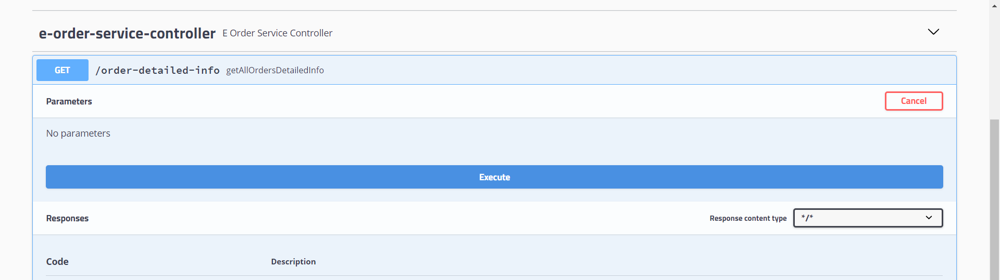 e-order-service-controller E Order Service Controller
GET /order-detailed-info getAllOrdersDetailedInfo
Parameters Cancel
No parameters
Execute
Responses Response content type */*
Code Description